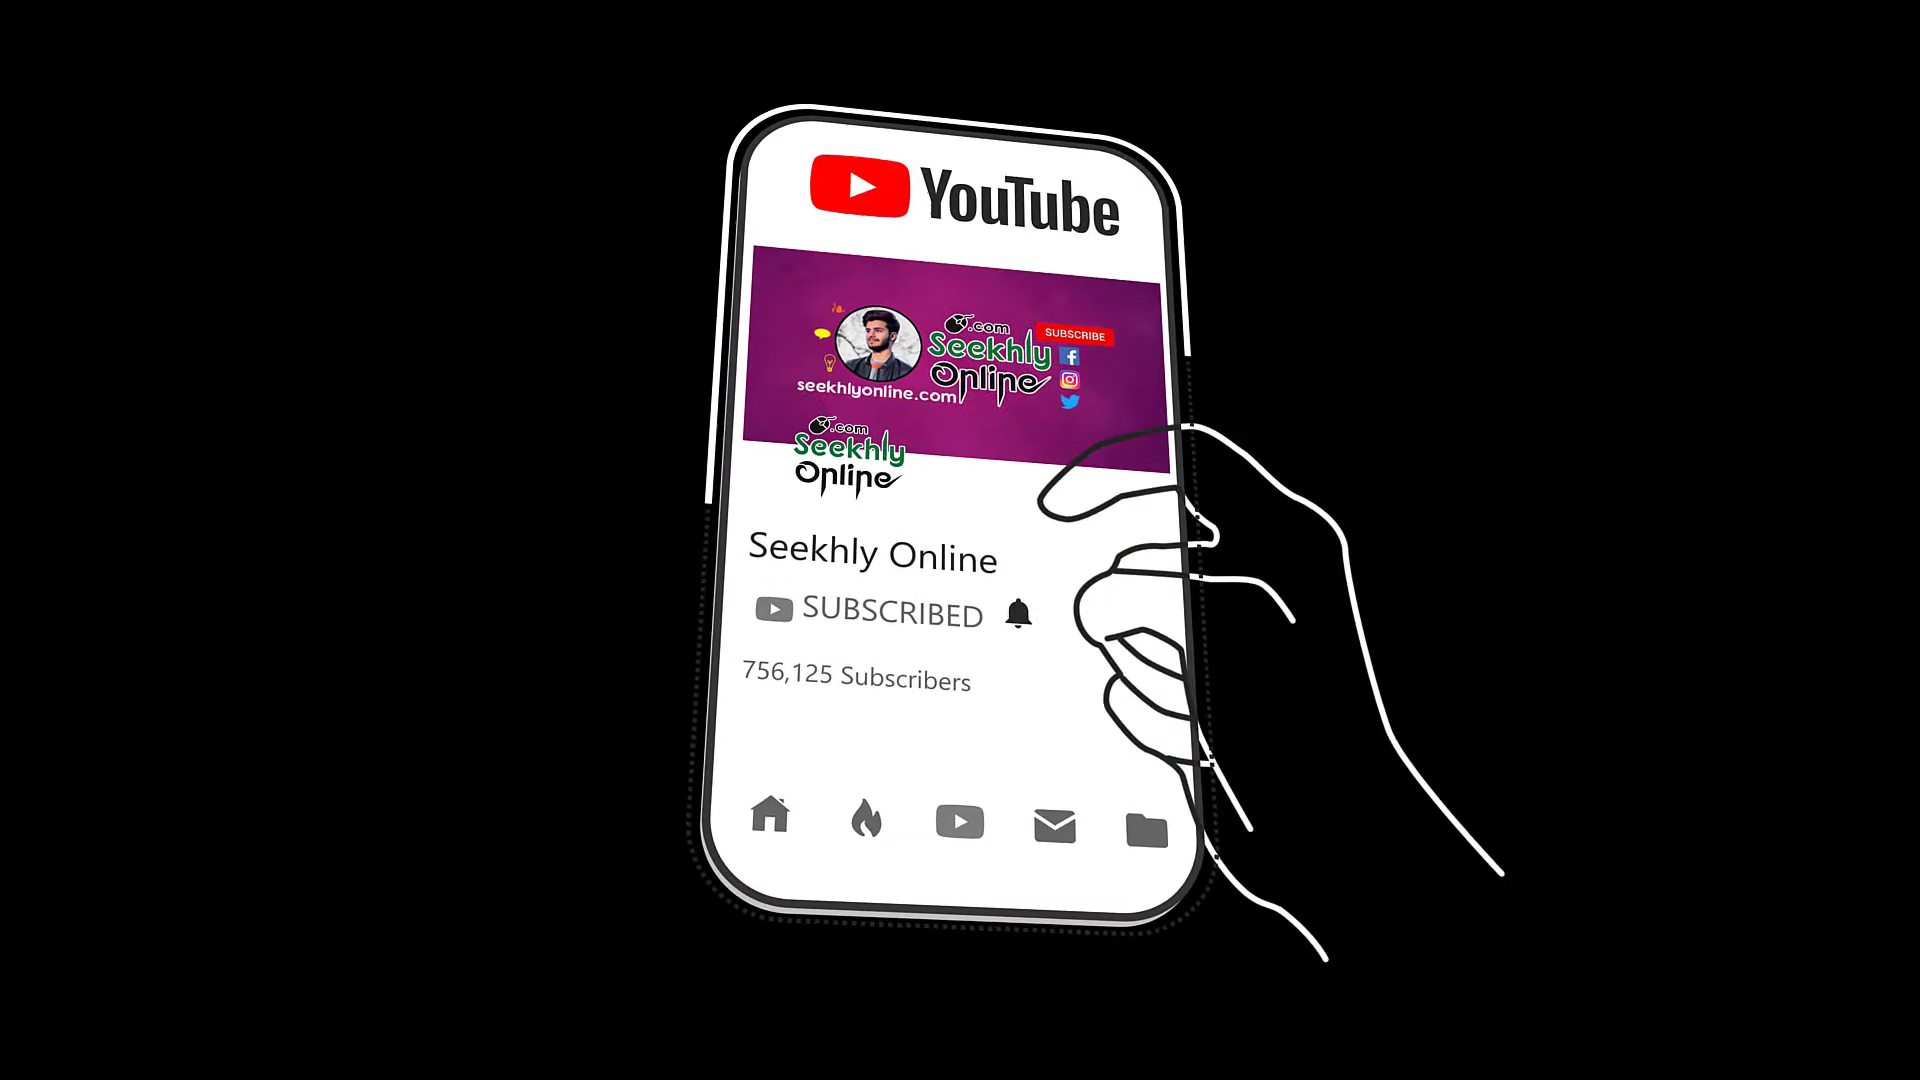 YouTube
.com
Seekhly
Online
SUBSCRIBE
seekhlyonline.com
.com
Seekhly
Online
Seekhly Online
SUBSCRIBED
756,125 Subscribers